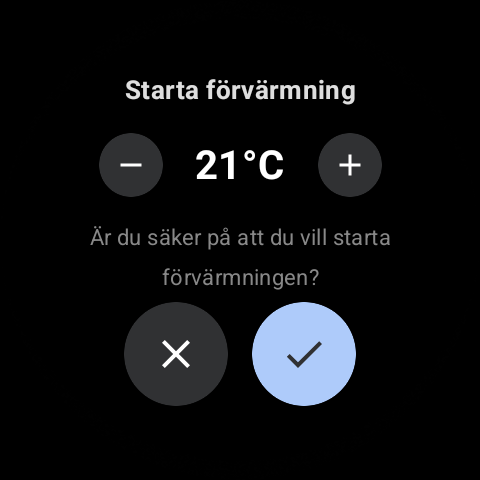 Starta förvärmning
21°C
Är du säker på att du vill starta
förvärmningen?